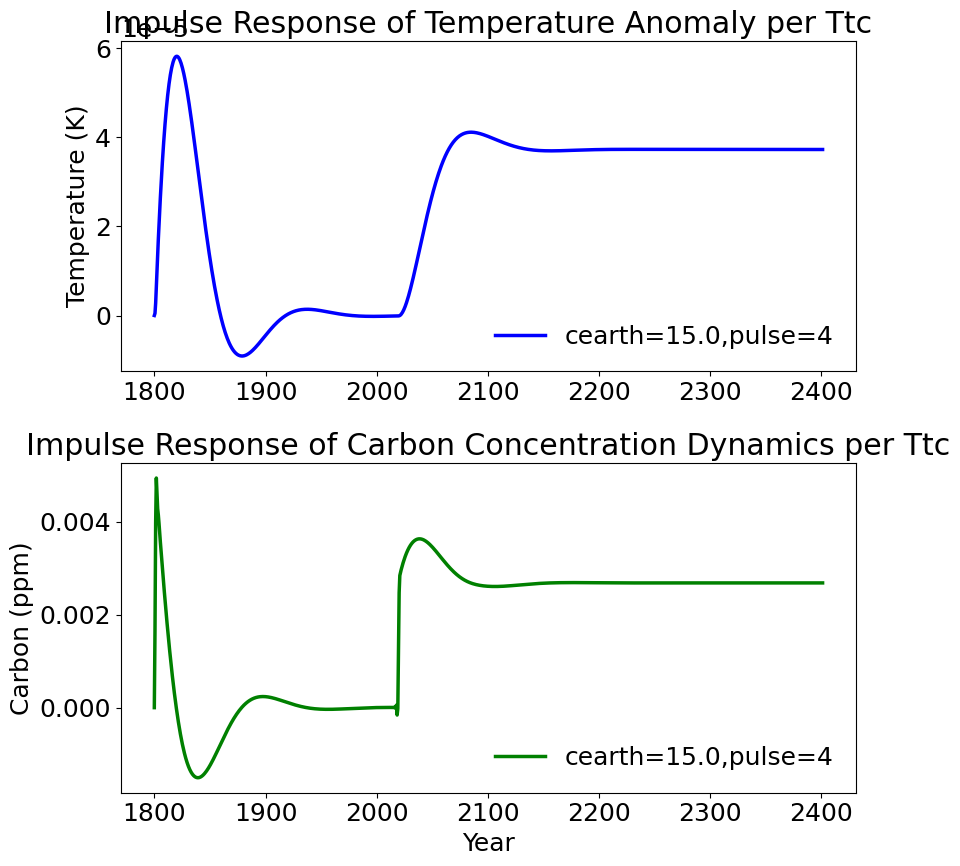 Impulse Response of Temperature Anomaly per Ttc
1e−5
6
4
2
0
Temperature (K)
cearth=15.0,pulse=4
1800 1900 2000 2100 2200 2300 2400
Impulse Response of Carbon Concentration Dynamics per Ttc
0.004
0.002
0.000
Carbon (ppm)
cearth=15.0,pulse=4
1800 1900 2000 2100 2200 2300 2400
Year